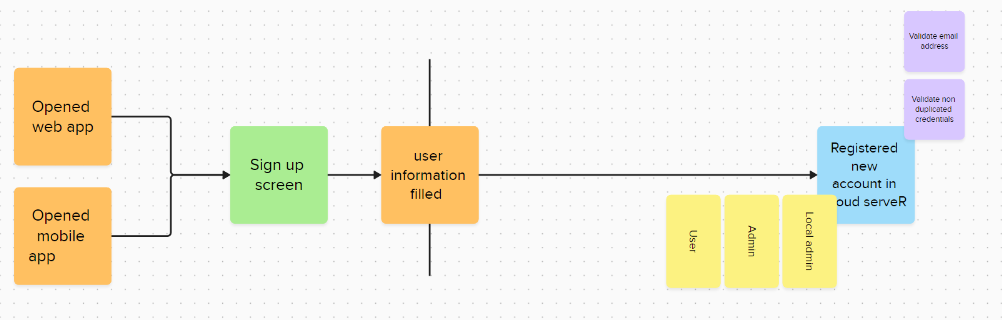 Validate email
address
Validate non
duplicated
credentials
Opened
web app
Opened
mobile
app
Sign up
screen
user
information
filled
Registered
new
account in
oud serveR
User
Admin
Local admin